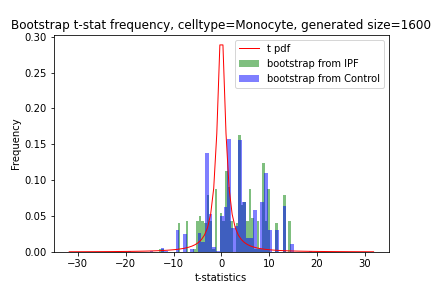 Bootstrap t-stat frequency, celltype=Monocyte, generated size=1600
0.30
0.25
0.20
0.15
0.10
0.05
0.00
Frequency
t pdf
bootstrap from IPF
bootstrap from Control
−30 −20 −10 0 10 20 30
t-statistics